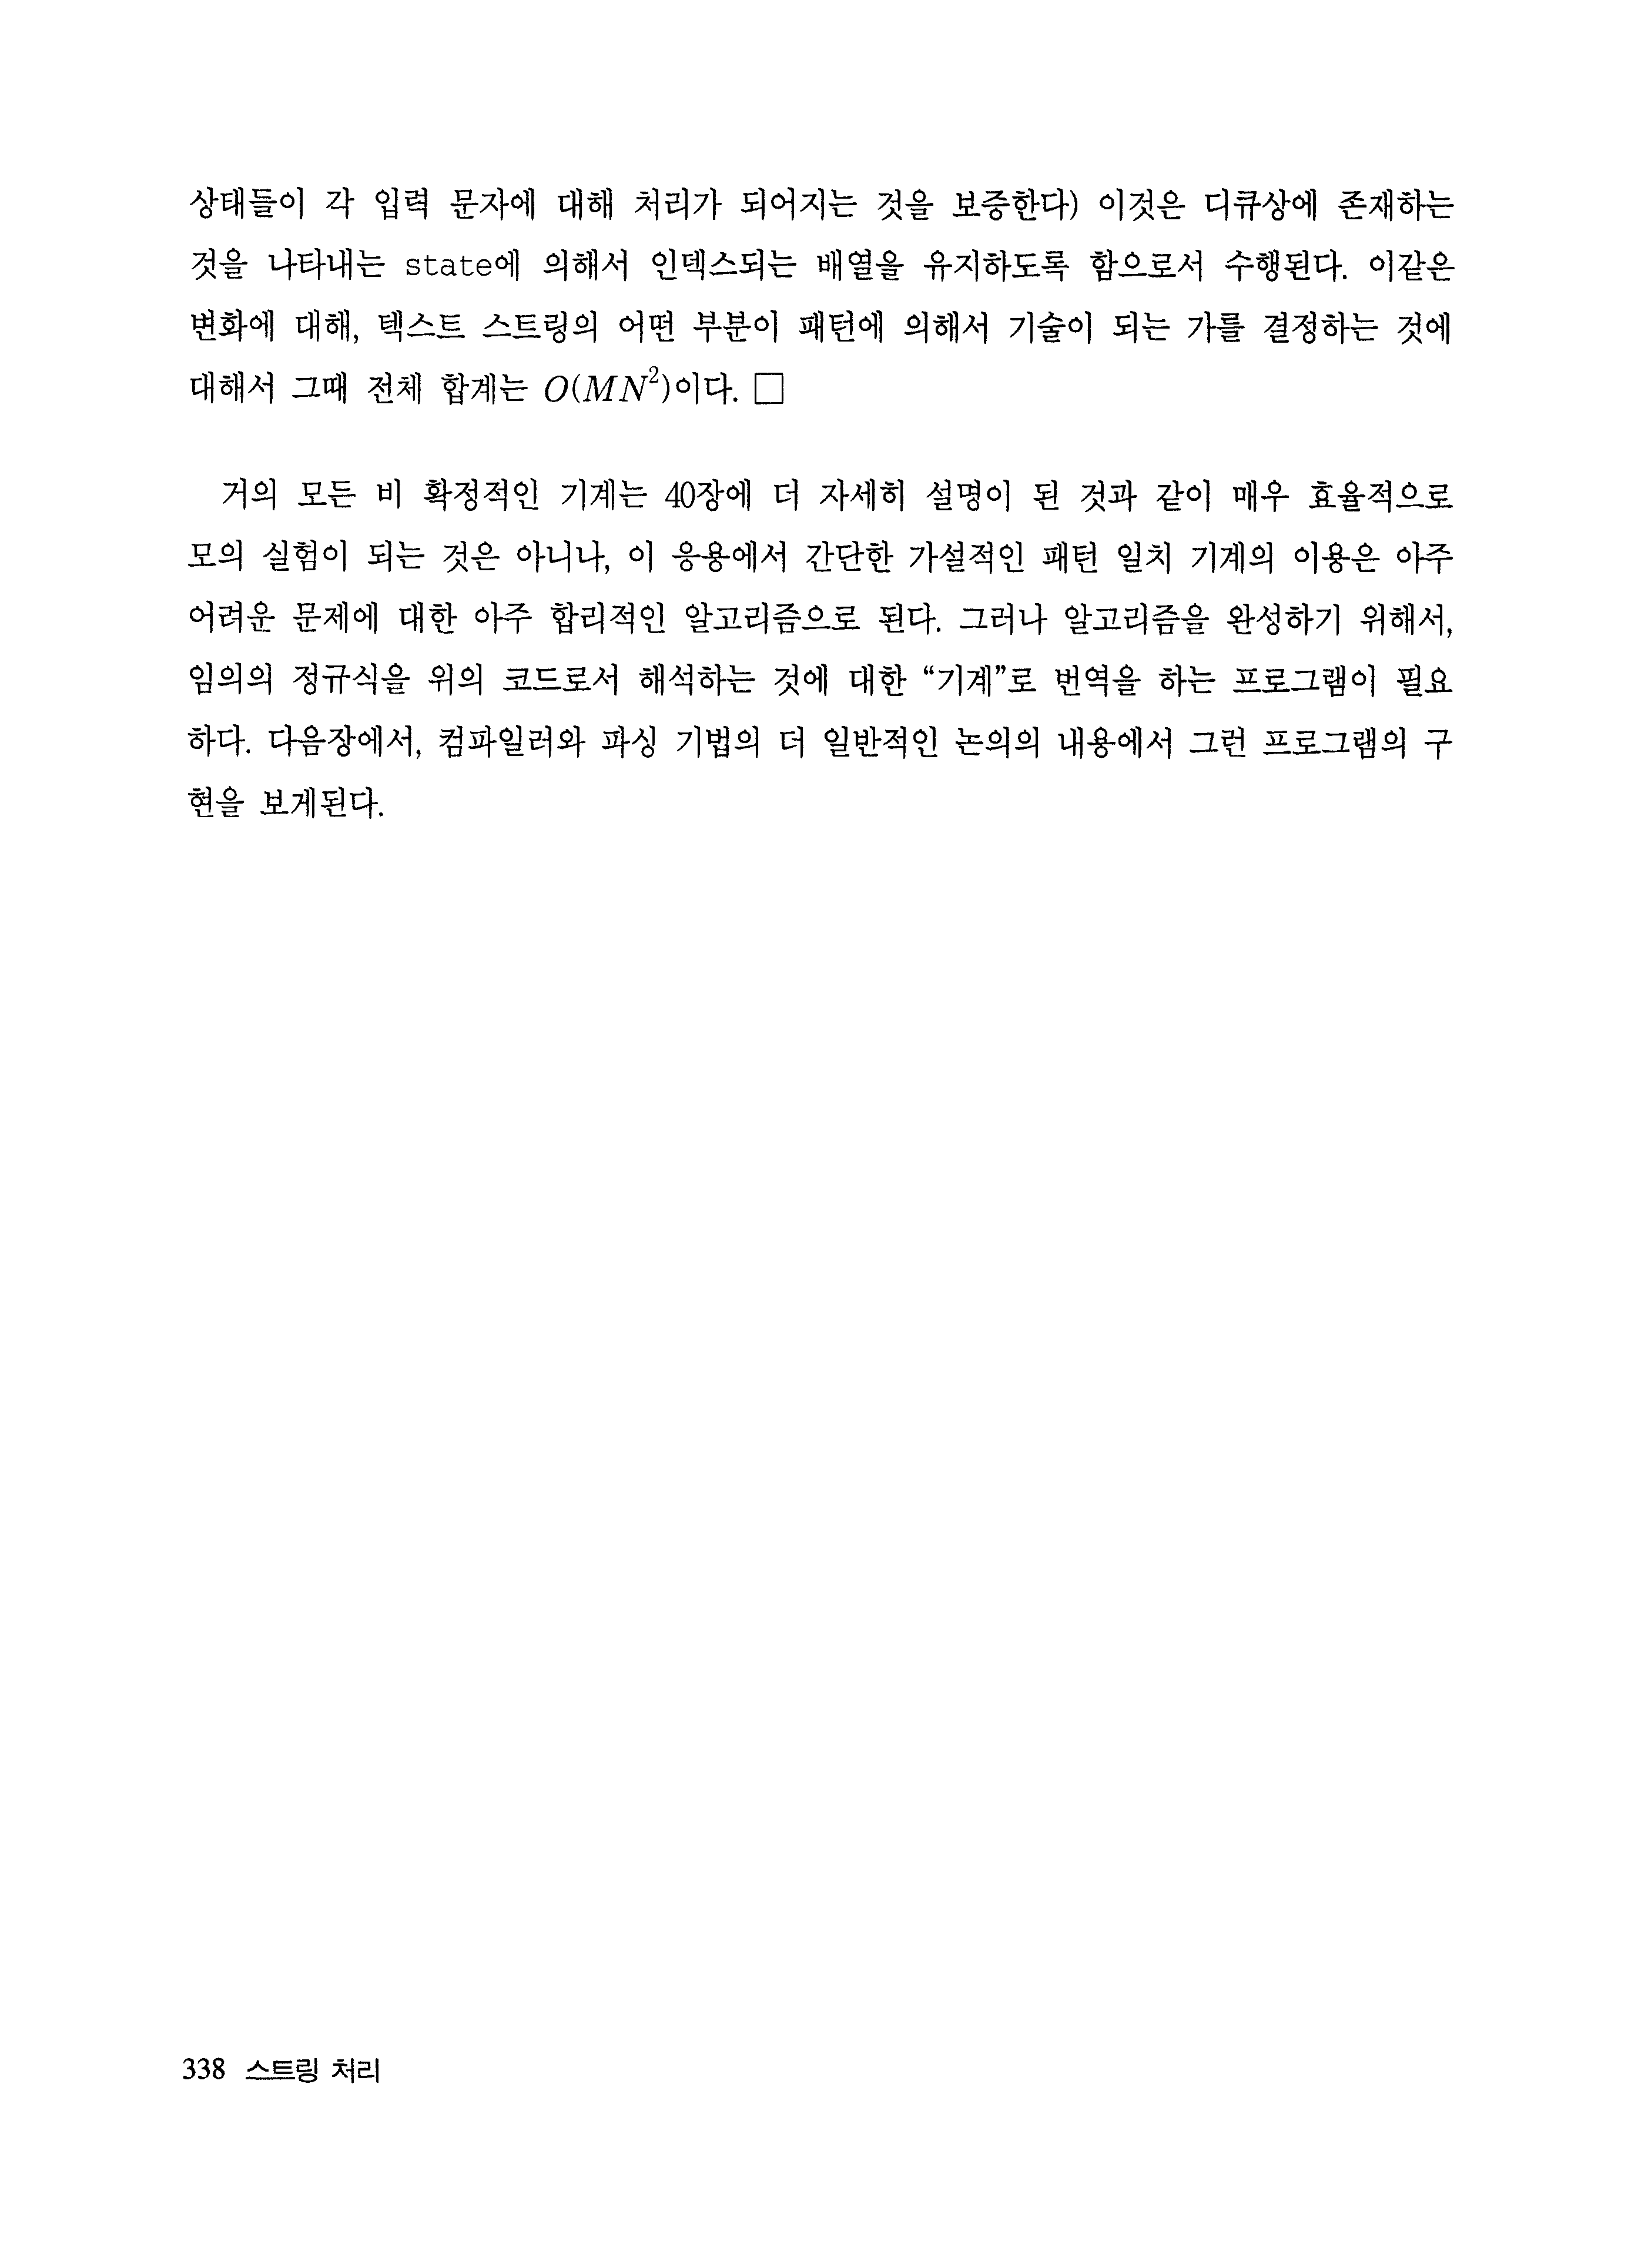 상태들이 각 입력 문자에 대해 처리가 되어지는 것을 보증한다) 이것은 디큐상에 존재하는
것을 나타내는 state에 의해서 인덱스되는 배열을 유지하도록 함으로서 수행된다. 이같은
변화에 대해, 텍스트 스트링의 어떤 부분이 패턴에 의해서 기술이 되는 가를 결정하는 것에
대해서 그때 전체 합계는 O(MN²)이다. □
거의 모든 비 확정적인 기계는 40장에 더 자세히 설명이 된 것과 같이 매우 효율적으로
모의 실험이 되는 것은 아니나, 이 응용에서 간단한 가설적인 패턴 일치 기계의 이용은 아주
어려운 문제에 대한 아주 합리적인 알고리즘으로 된다. 그러나 알고리즘을 완성하기 위해서,
임의의 정규식을 위의 코드로서 해석하는 것에 대한 “기계”로 번역을 하는 프로그램이 필요
하다. 다음장에서, 컴파일러와 파싱 기법의 더 일반적인 논의의 내용에서 그런 프로그램의 구
현을 보게된다.
338 스트링 처리